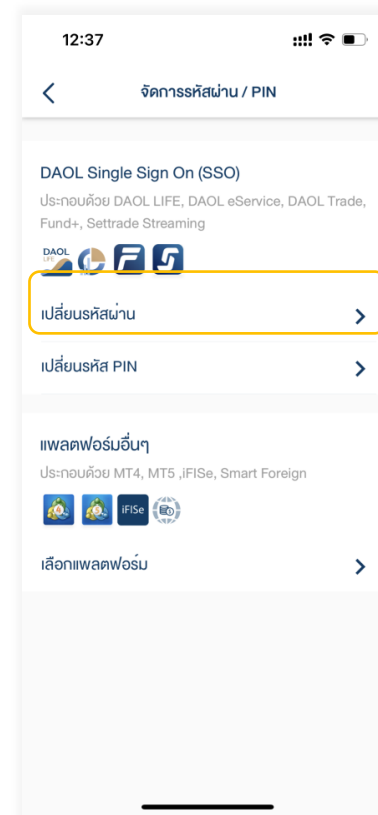 12:37
จัดการรหัสผ่าน / PIN
DAOL Single Sign On (SSO)
ประกอบด้วย DAOL LIFE, DAOL eService, DAOL Trade,
Fund+, Settrade Streaming
DAOL
LIFE
เปลี่ยนรหัสผ่าน
เปลี่ยนรหัส PIN
แพลตฟอร์มอื่นๆ
ประกอบด้วย MT4, MT5 ,iFISe, Smart Foreign
iFISe
เลือกแพลตฟอร์ม